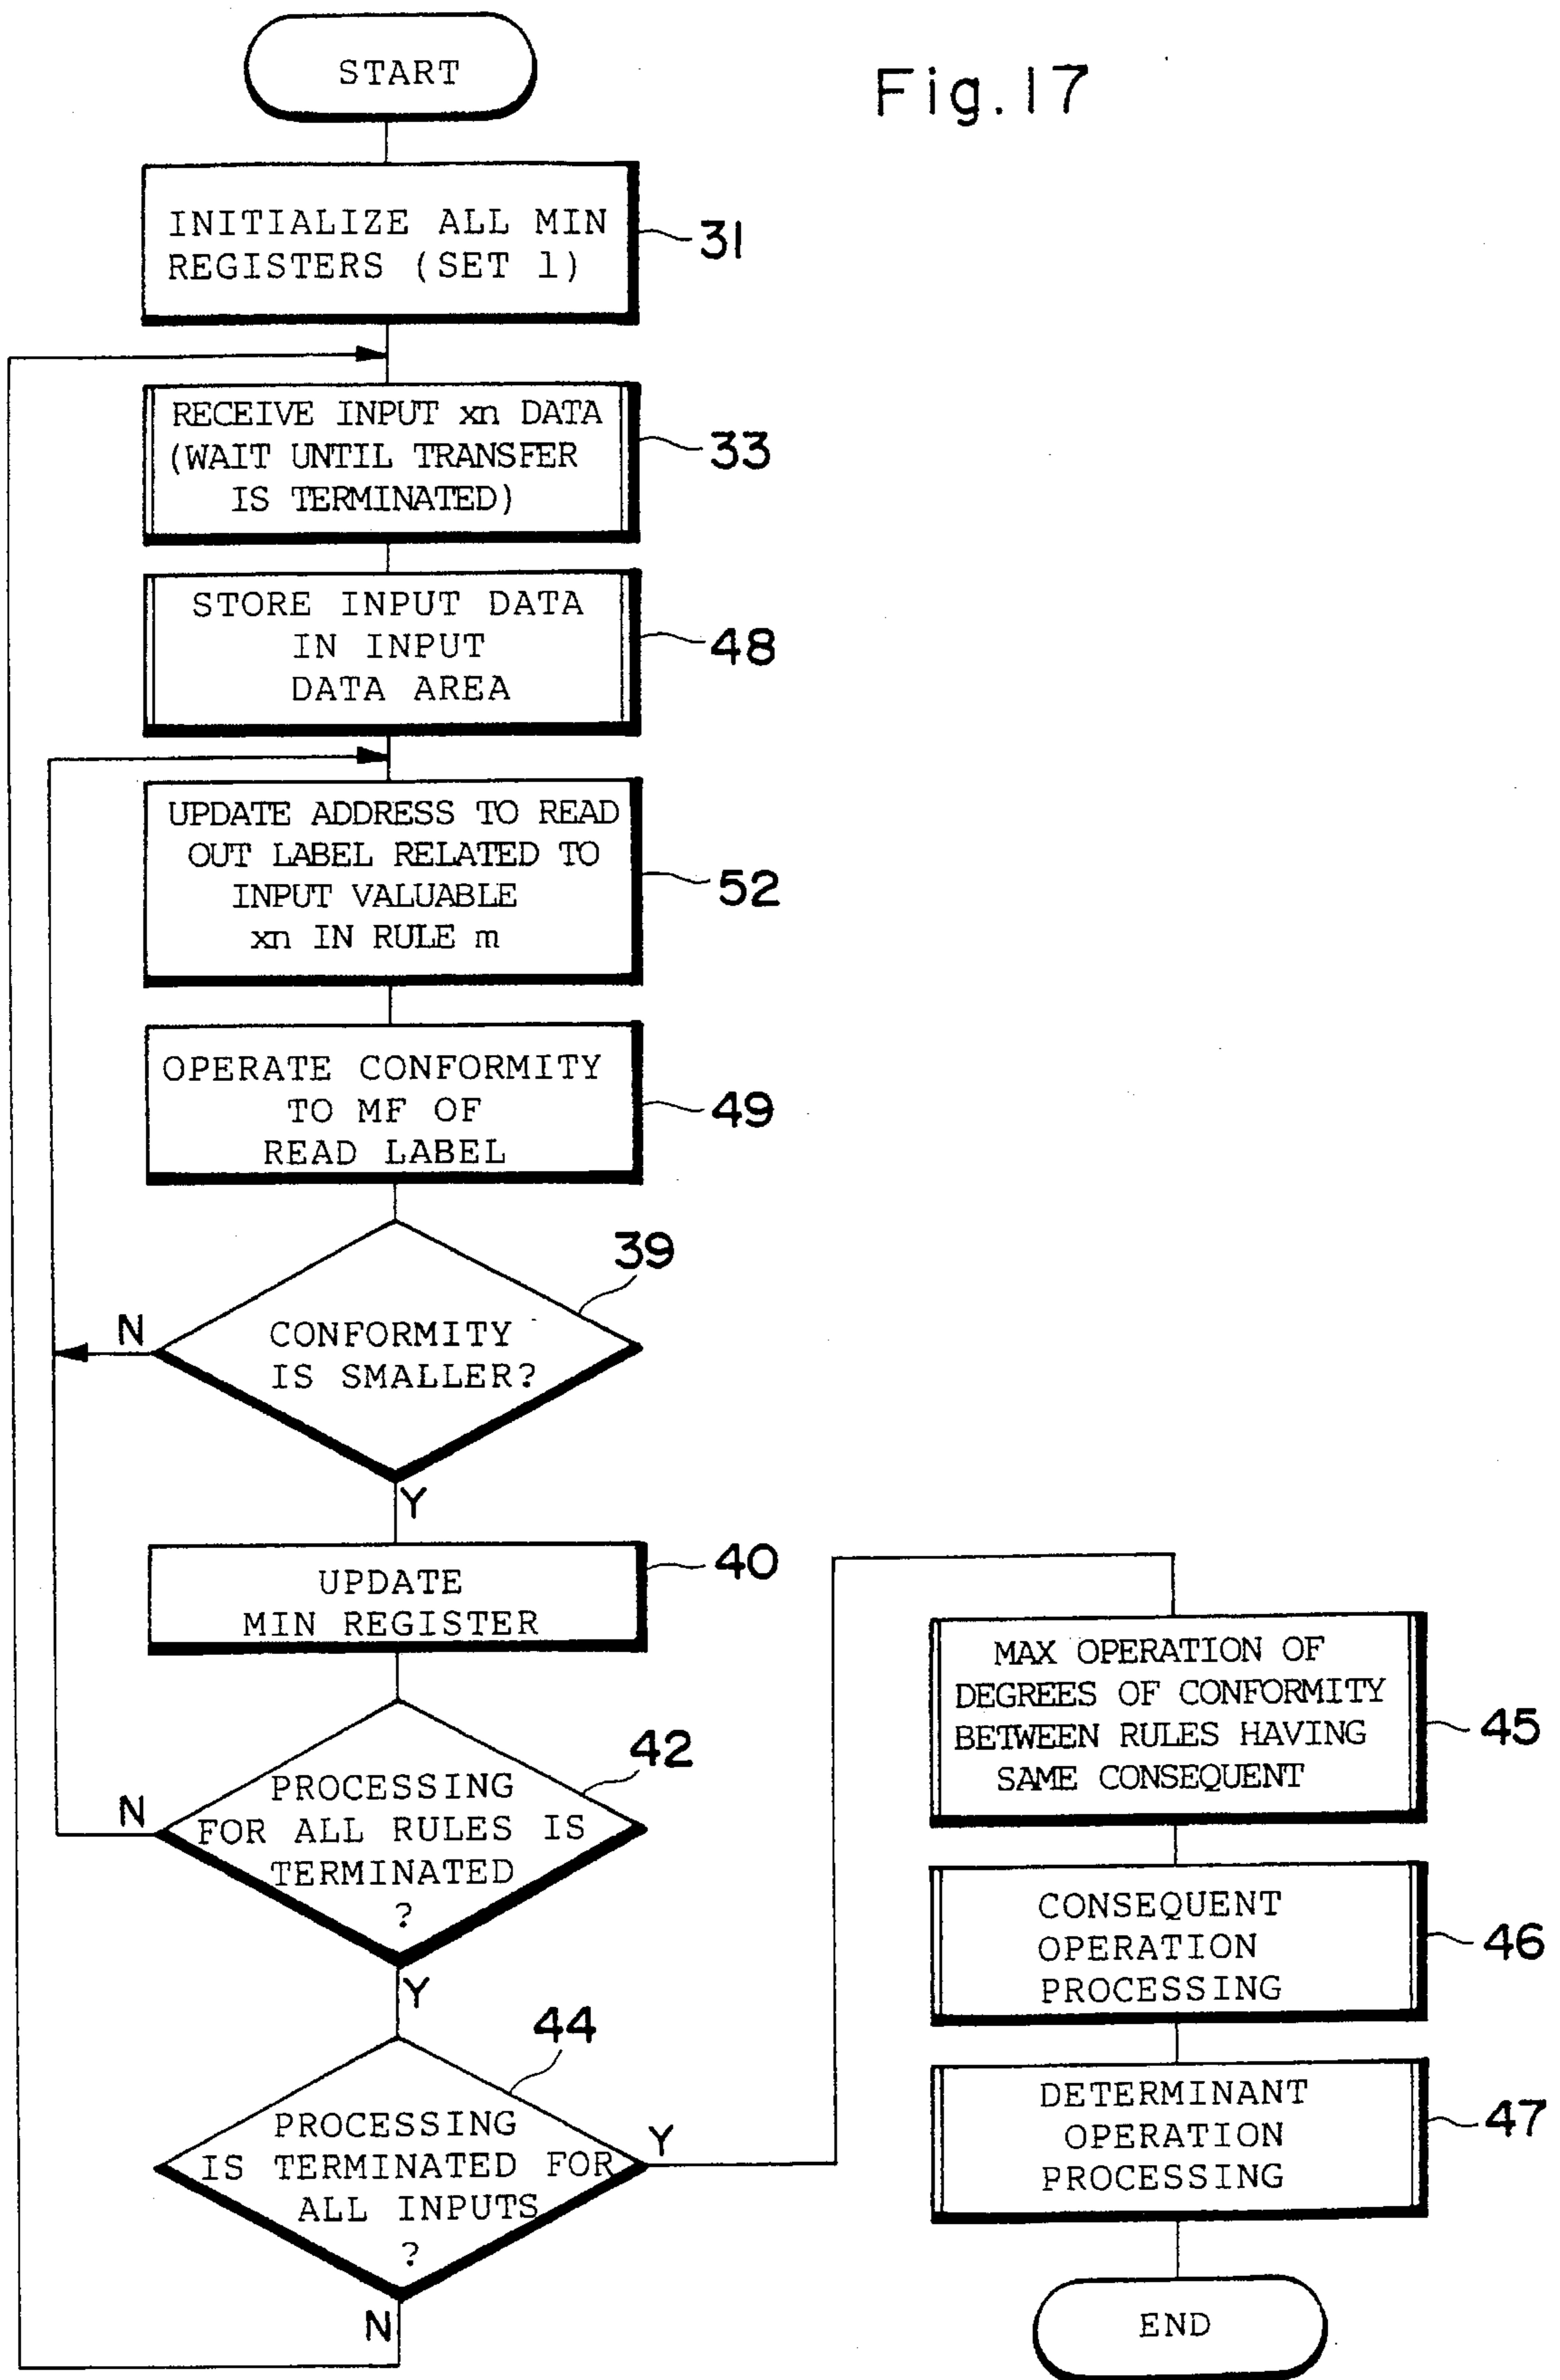 START
Fig.17
INITIALIZE ALL MIN
REGISTERS (SET 1)
31
RECEIVE INPUT xn DATA
(WAIT UNTIL TRANSFER
IS TERMINATED)
33
STORE INPUT DATA
IN INPUT
DATA AREA
48
UPDATE ADDRESS TO READ
OUT LABEL RELATED TO
INPUT VALUABLE
xn IN RULE m
52
OPERATE CONFORMITY
TO MF OF
READ LABEL
49
39
CONFORMITY
IS SMALLER?
N
Y
UPDATE
MIN REGISTER
40
42
PROCESSING
FOR ALL RULES IS
TERMINATED
?
N
Y
44
PROCESSING
IS TERMINATED FOR
ALL INPUTS
?
Y
N
MAX OPERATION OF
DEGREES OF CONFORMITY
BETWEEN RULES HAVING
SAME CONSEQUENT
45
CONSEQUENT
OPERATION
PROCESSING
46
DETERMINANT
OPERATION
PROCESSING
47
END